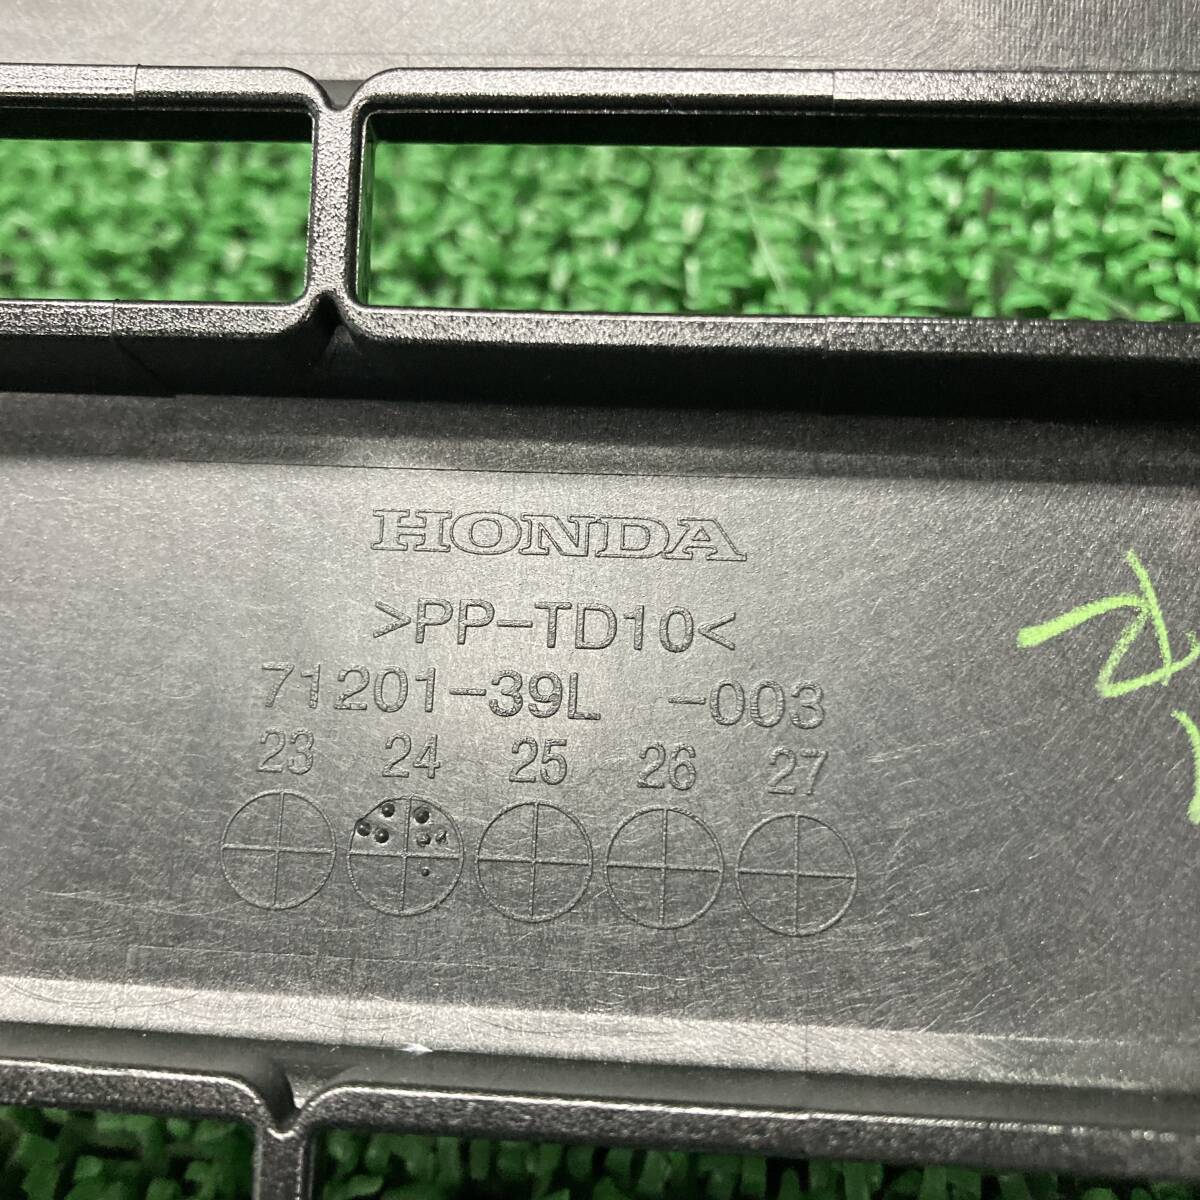 HONDA
>PP-TD10<
71201-39L -003
23 24 25 26 27
R